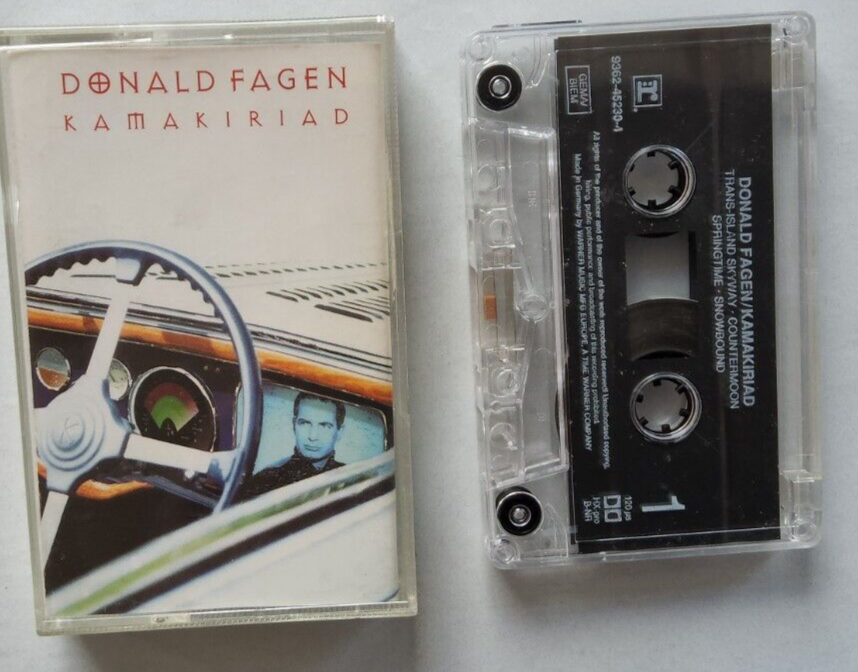 DONALD FAGEN
KAMAKIRIAD
DONALD FAGEN/KAMAKIRIAD
TRANS-ISLAND SKYWAY · COUNTERMOON
SPRINGTIME · SNOWBOUND
R
9362-45230-4
GEMA/
BIEM
All rights of the producer and of the owner of the work reproduced reserved! Unauthorized copying,
hiring, public performance and broadcasting of this recording prohibited.
Made in Germany by WARNER MUSIC MFG EUROPE. A TIME WARNER COMPANY
1
120 µs
HX pro
B-NR